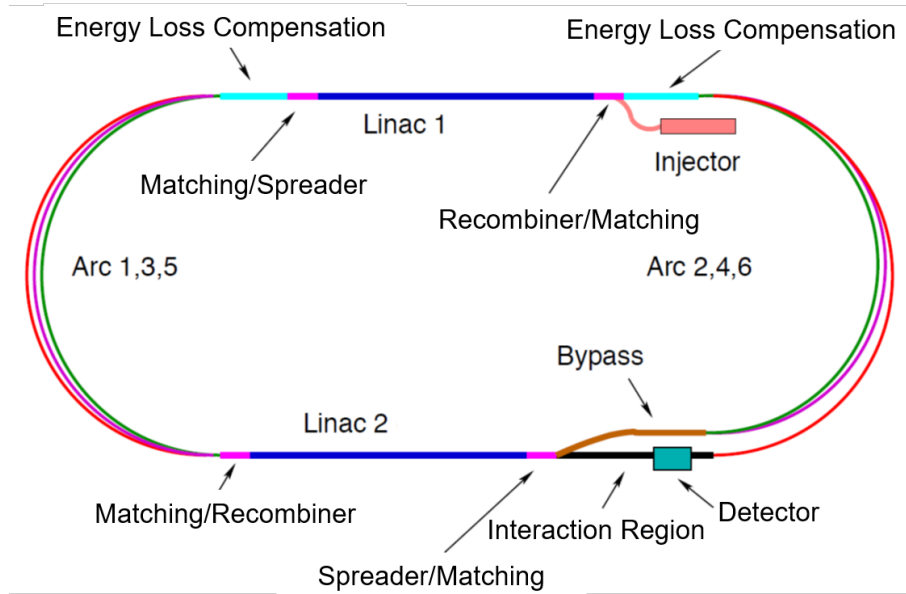 Energy Loss Compensation
Energy Loss Compensation
Linac 1
Injector
Matching/Spreader
Recombiner/Matching
Arc 1,3,5
Arc 2,4,6
Bypass
Linac 2
Matching/Recombiner
Interaction Region
Detector
Spreader/Matching